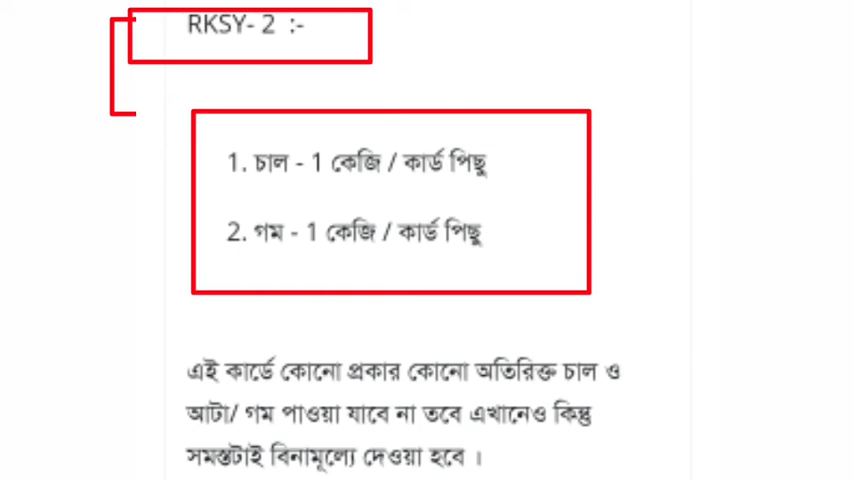 RKSY- 2 :-
1. চাল - 1 কেজি / কার্ড পিছু
2. গম - 1 কেজি / কার্ড পিছু
এই কার্ডে কোনো প্রকার কোনো অতিরিক্ত চাল ও
আটা/ গম পাওয়া যাবে না তবে এখানেও কিন্তু
সমস্তটাই বিনামূল্যে দেওয়া হবে ।